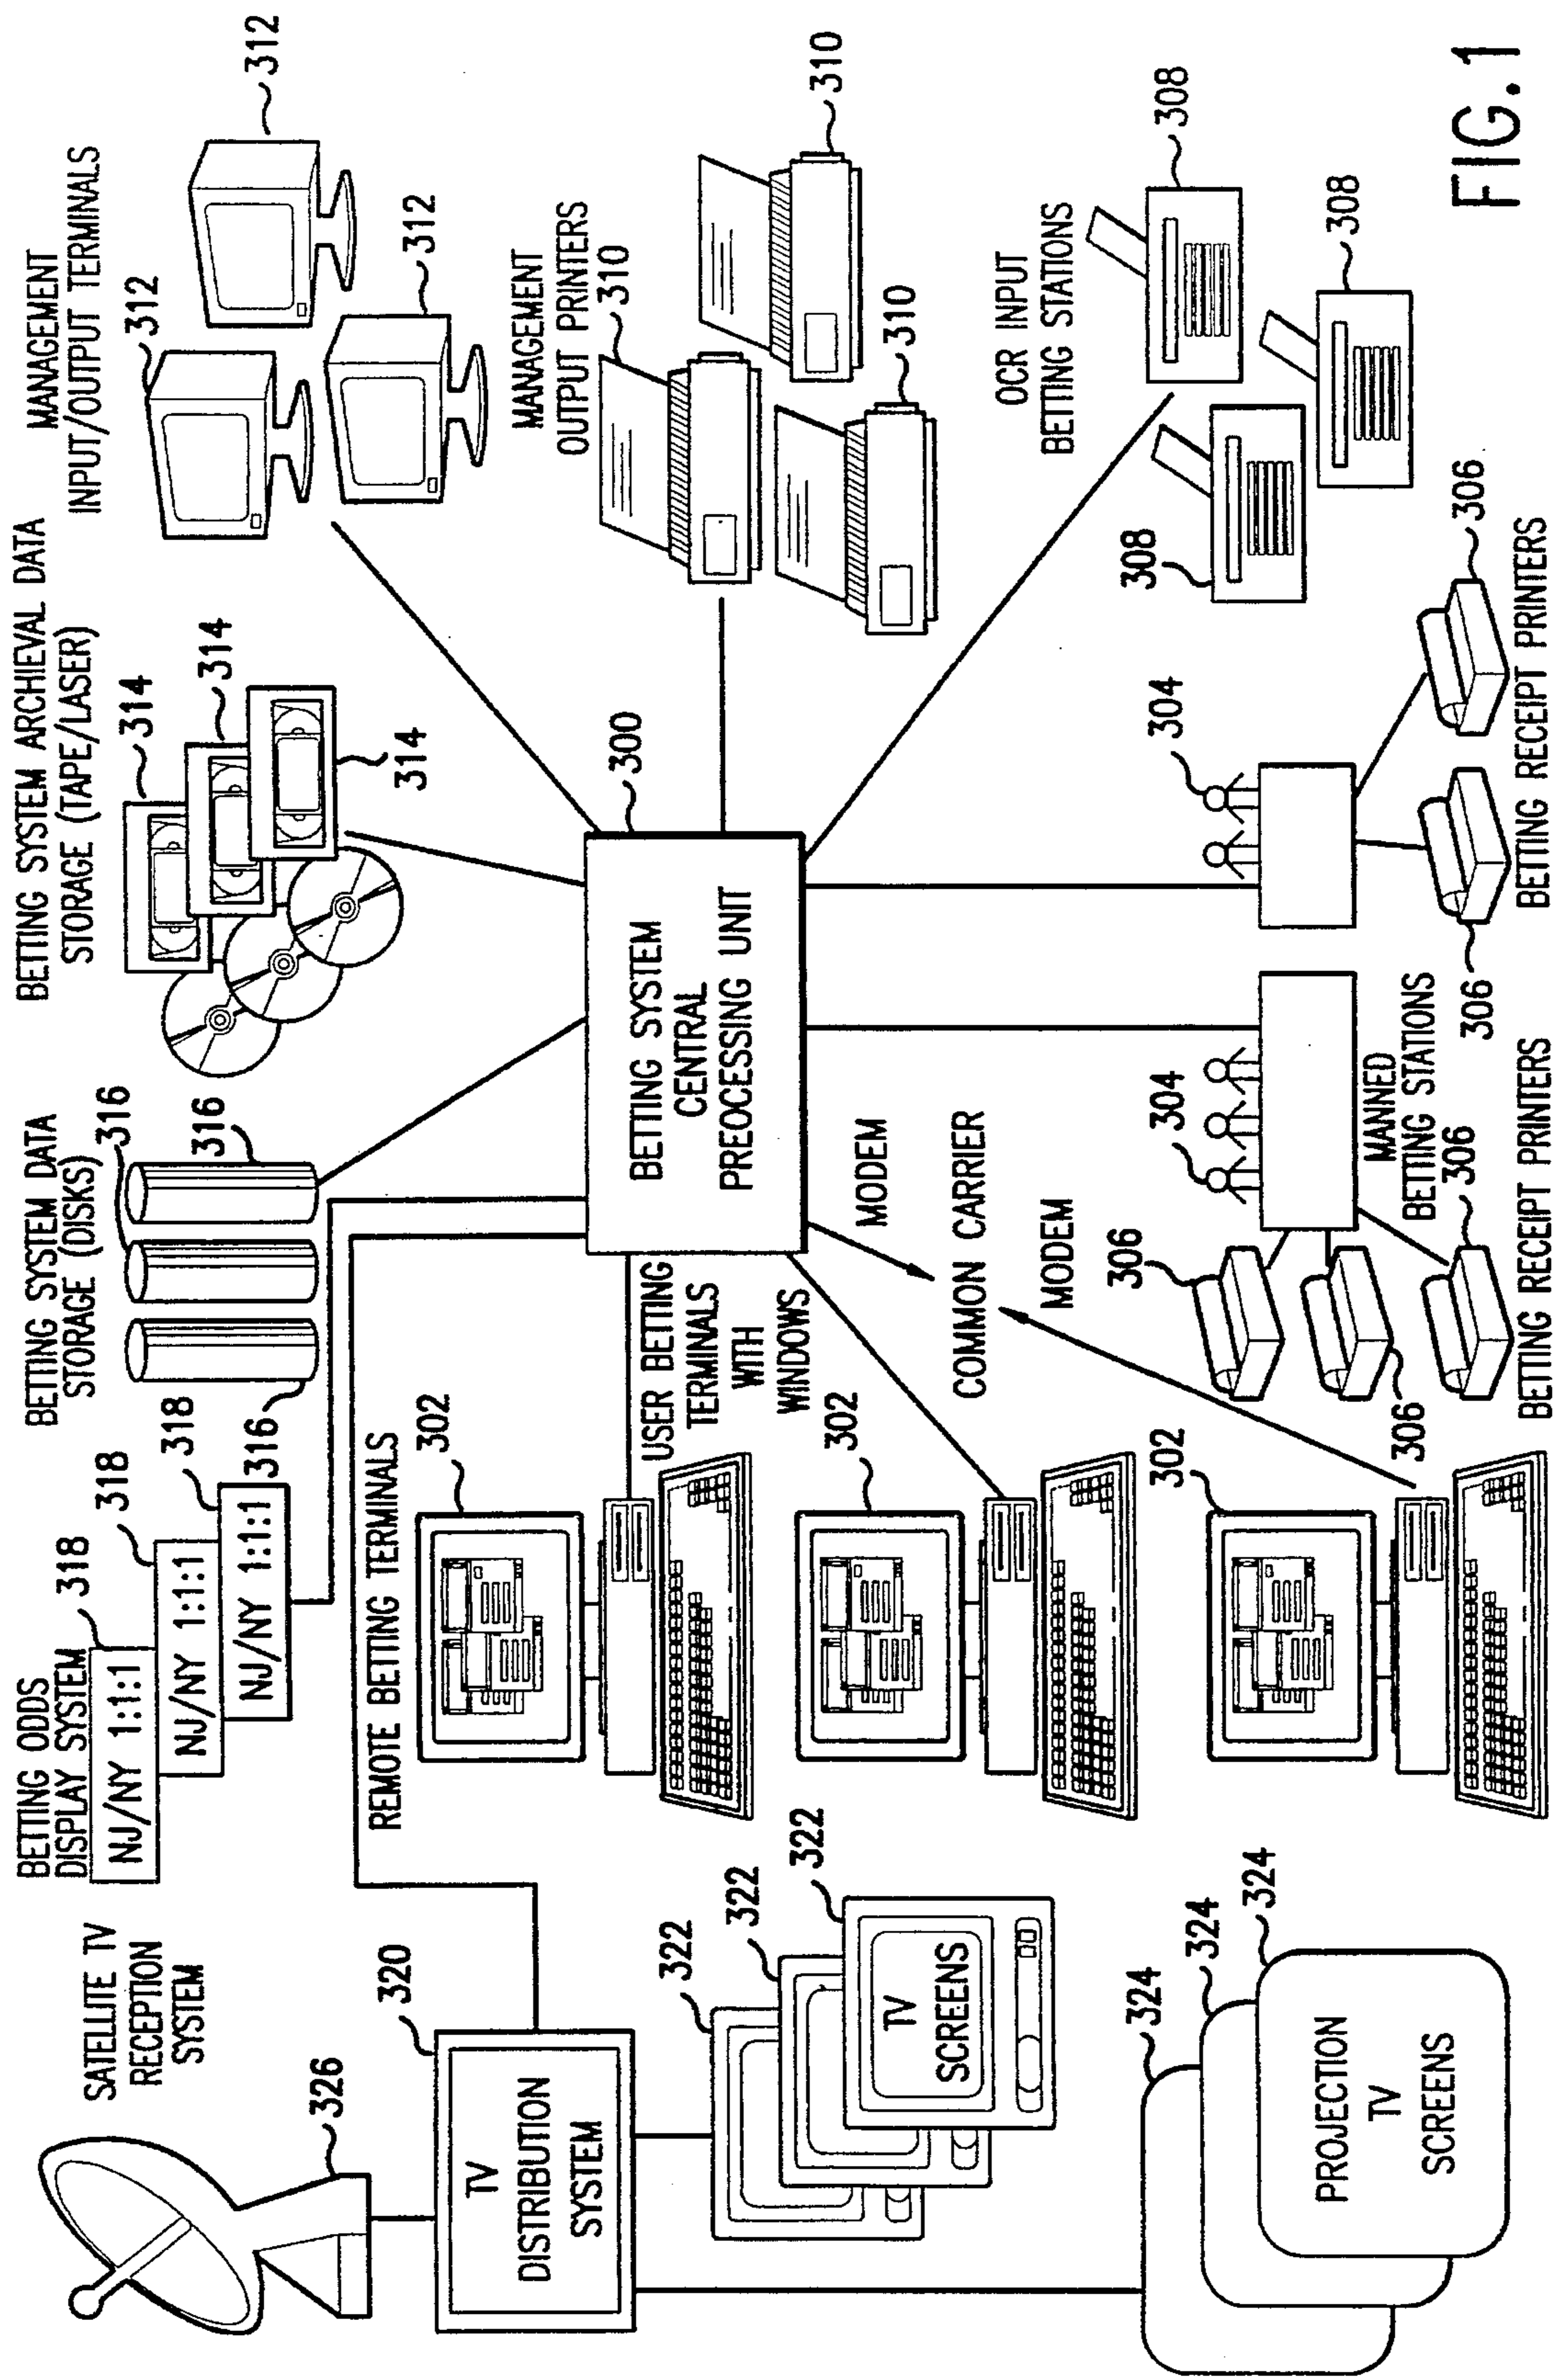 SATELLITE TV
RECEPTION
SYSTEM
326
320
TV
DISTRIBUTION
SYSTEM
322
322
322
TV
SCREENS
324
324
324
PROJECTION
TV
SCREENS
BETTING ODDS
DISPLAY SYSTEM
318
318
318
NJ/NY 1:1:1
NJ/NY 1:1:1
NJ/NY 1:1:1
BETTING SYSTEM DATA
STORAGE (DISKS)
316
316
316
BETTING SYSTEM ARCHIEVAL DATA
STORAGE (TAPE/LASER)
314
314
314
MANAGEMENT
INPUT/OUTPUT TERMINALS
312
312
312
MANAGEMENT
OUTPUT PRINTERS
310
310
310
REMOTE BETTING TERMINALS
302
USER BETTING
TERMINALS
WITH
WINDOWS
302
302
300
BETTING SYSTEM
CENTRAL
PREOCESSING UNIT
MODEM
COMMON CARRIER
MODEM
OCR INPUT
BETTING STATIONS
308
308
308
304
304
MANNED
BETTING STATIONS
306
306
306
306
306
306
BETTING RECEIPT PRINTERS
BETTING RECEIPT PRINTERS
FIG.1